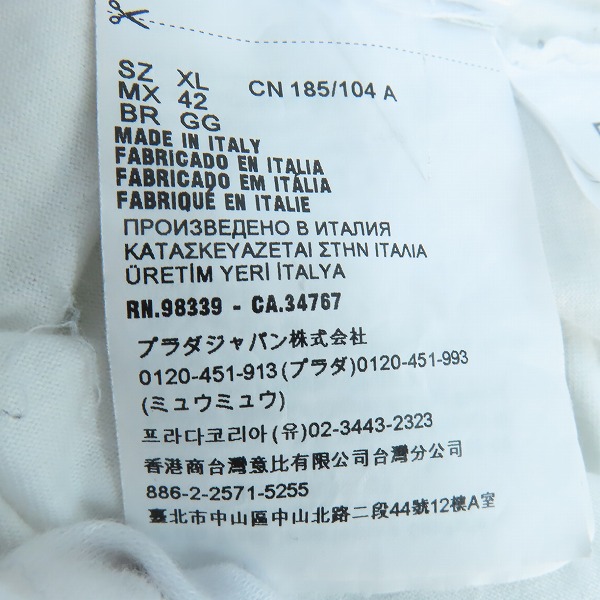 SZ XL CN 185/104 A
MX 42
BR GG
MADE IN ITALY
FABRICADO EN ITALIA
FABRICADO EM ITÁLIA
FABRIQUÉ EN ITALIE
ПРОИЗВЕДЕНО В ИТАЛИЯ
ΚΑΤΑΣΚΕΥΑΖΕΤΑΙ ΣΤΗΝ ΙΤΑΛΙΑ
ÜRETİM YERİ İTALYA
RN.98339 - CA.34767
プラダジャパン株式会社
0120-451-913(プラダ)0120-451-993
(ミュウミュウ)
프라다코리아(유)02-3443-2323
香港商台灣意比有限公司台灣分公司
886-2-2571-5255
臺北市中山區中山北路二段44號12樓A室